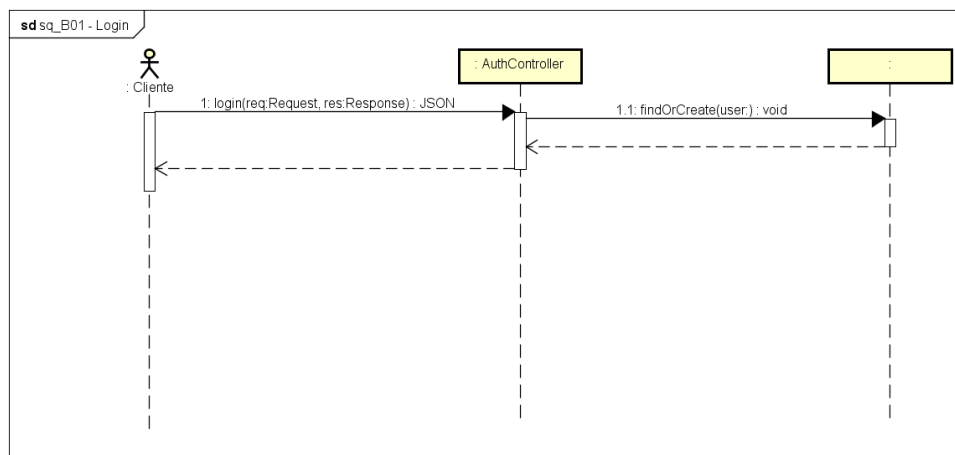 sd sq_B01 - Login
: Cliente
: AuthController
:
1: login(req:Request, res:Response) : JSON
1.1: findOrCreate(user:) : void